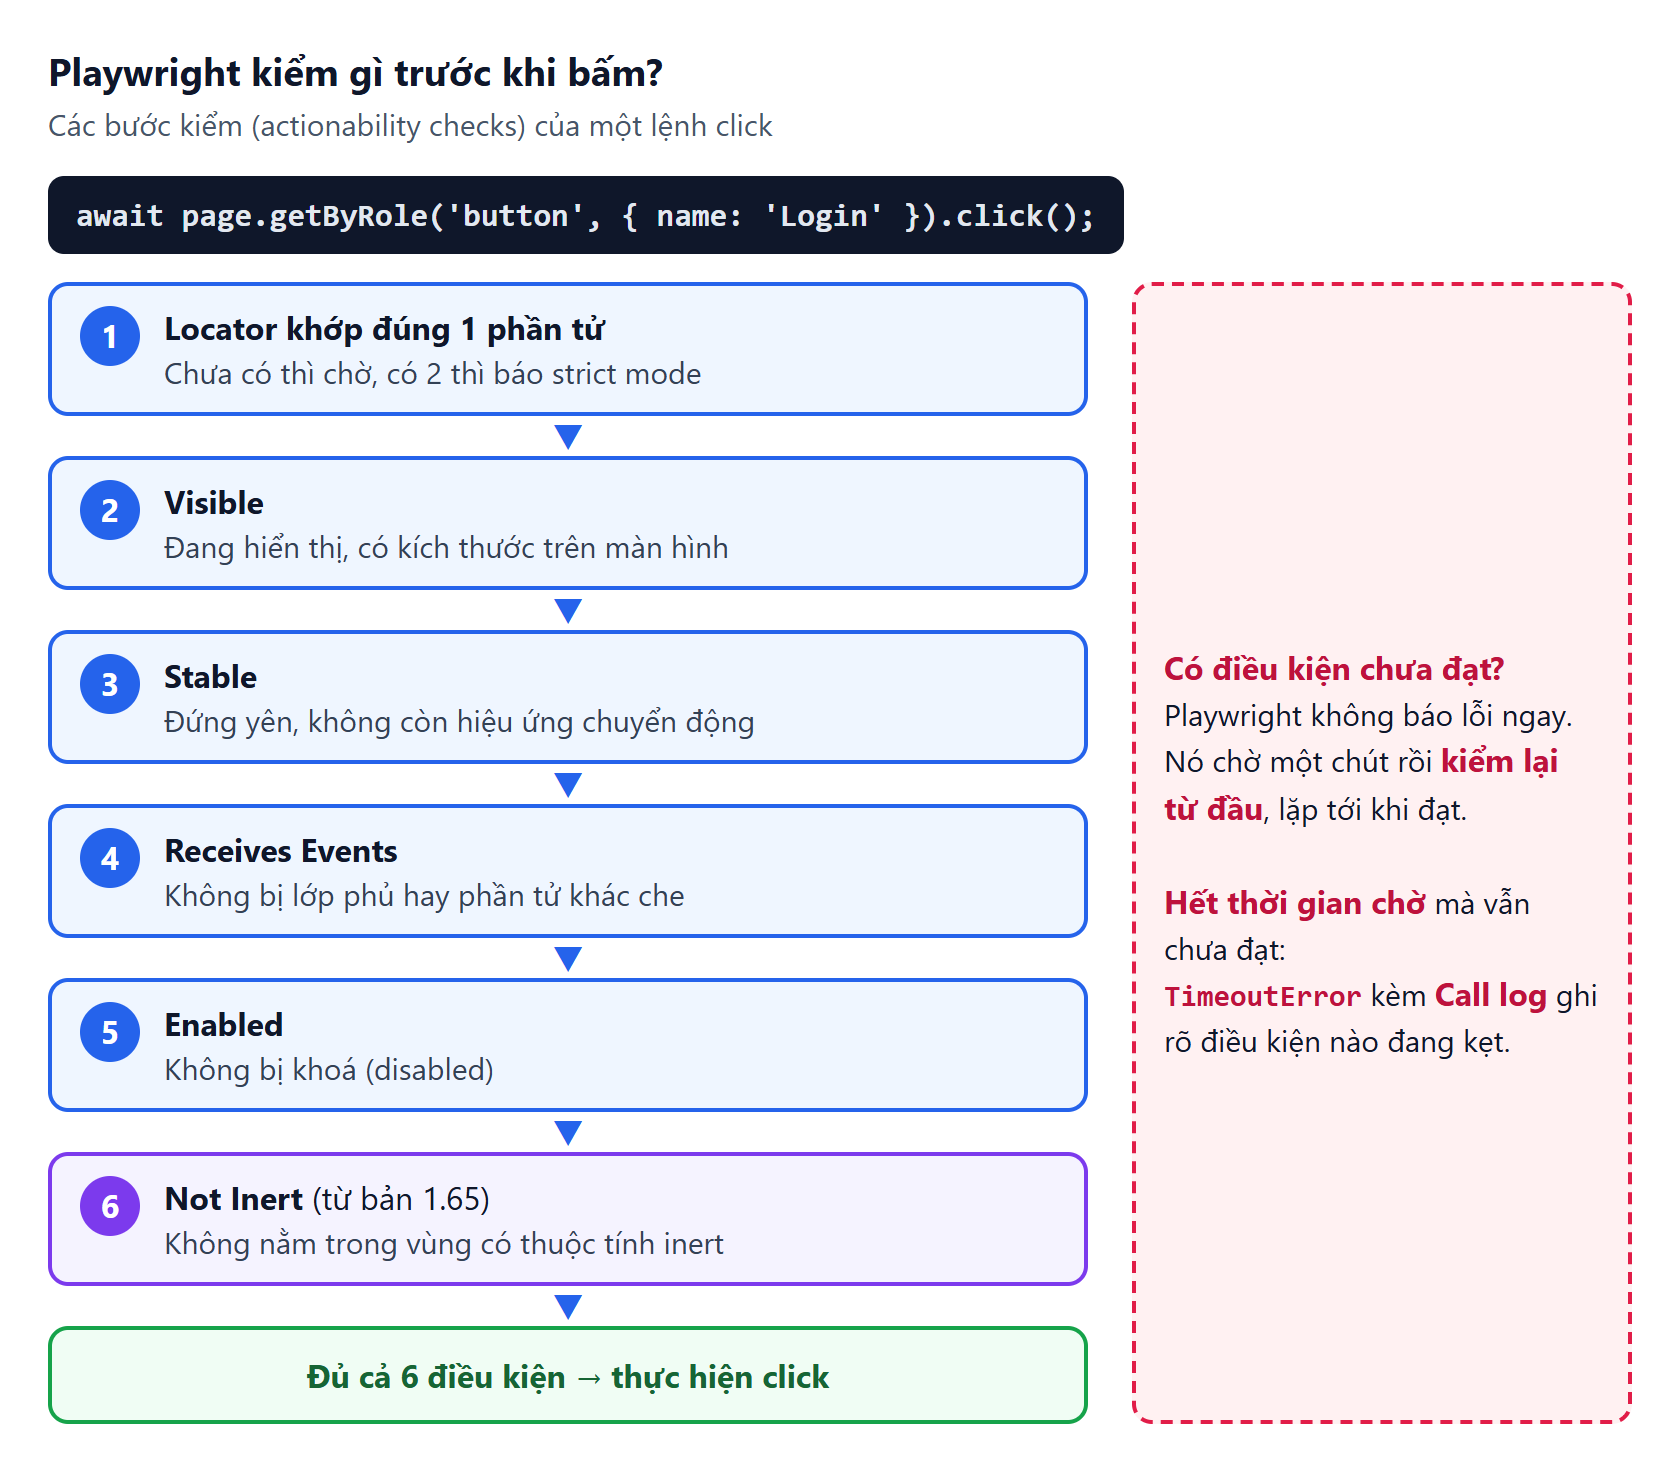 Playwright kiểm gì trước khi bấm?
Các bước kiểm (actionability checks) của một lệnh click
await page.getByRole('button', { name: 'Login' }).click();
1
Locator khớp đúng 1 phần tử
Chưa có thì chờ, có 2 thì báo strict mode
2
Visible
Đang hiển thị, có kích thước trên màn hình
3
Stable
Đứng yên, không còn hiệu ứng chuyển động
4
Receives Events
Không bị lớp phủ hay phần tử khác che
5
Enabled
Không bị khoá (disabled)
6
Not Inert (từ bản 1.65)
Không nằm trong vùng có thuộc tính inert
Đủ cả 6 điều kiện → thực hiện click
Có điều kiện chưa đạt?
Playwright không báo lỗi ngay.
Nó chờ một chút rồi kiểm lại
từ đầu, lặp tới khi đạt.
Hết thời gian chờ mà vẫn
chưa đạt:
TimeoutError kèm Call log ghi
rõ điều kiện nào đang kẹt.